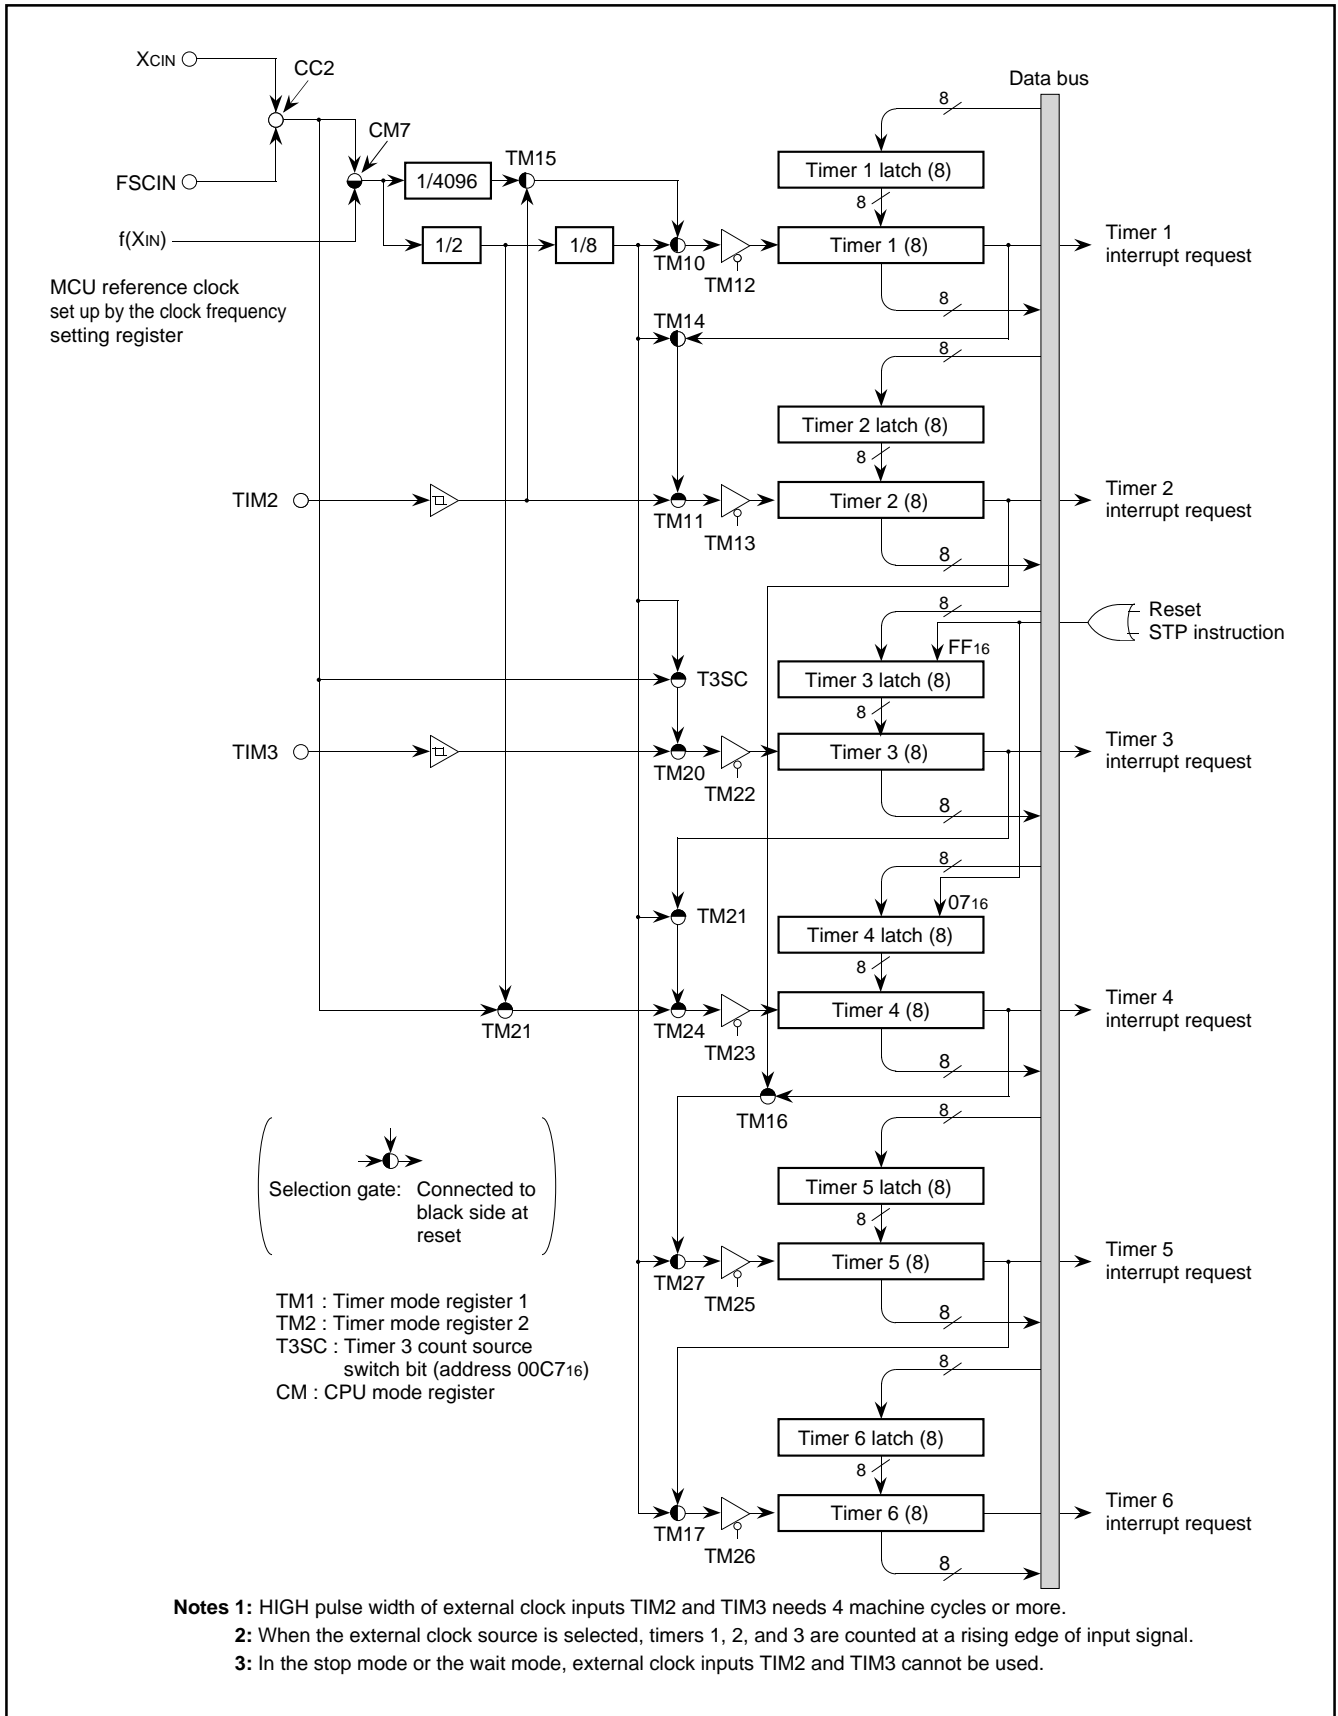 XCIN
CC2
Data bus
8
CM7
TM15
FSCIN
1/4096
Timer 1 latch (8)
8
f(XIN)
1/2
1/8
TM10
TM12
Timer 1 (8)
Timer 1
interrupt request
MCU reference clock
set up by the clock frequency
setting register
8
TM14
8
Timer 2 latch (8)
8
TIM2
TM11
TM13
Timer 2 (8)
Timer 2
interrupt request
8
8
Reset
STP instruction
FF16
T3SC
Timer 3 latch (8)
8
TIM3
TM20
TM22
Timer 3 (8)
Timer 3
interrupt request
8
8
0716
TM21
Timer 4 latch (8)
8
TM21
TM24
TM23
Timer 4 (8)
Timer 4
interrupt request
8
TM16
8
Selection gate: Connected to
black side at
reset
Timer 5 latch (8)
8
TM27
TM25
Timer 5 (8)
Timer 5
interrupt request
8
TM1 : Timer mode register 1
TM2 : Timer mode register 2
T3SC : Timer 3 count source
switch bit (address 00C716)
CM : CPU mode register
8
Timer 6 latch (8)
8
TM17
TM26
Timer 6 (8)
Timer 6
interrupt request
8
Notes 1: HIGH pulse width of external clock inputs TIM2 and TIM3 needs 4 machine cycles or more.
2: When the external clock source is selected, timers 1, 2, and 3 are counted at a rising edge of input signal.
3: In the stop mode or the wait mode, external clock inputs TIM2 and TIM3 cannot be used.